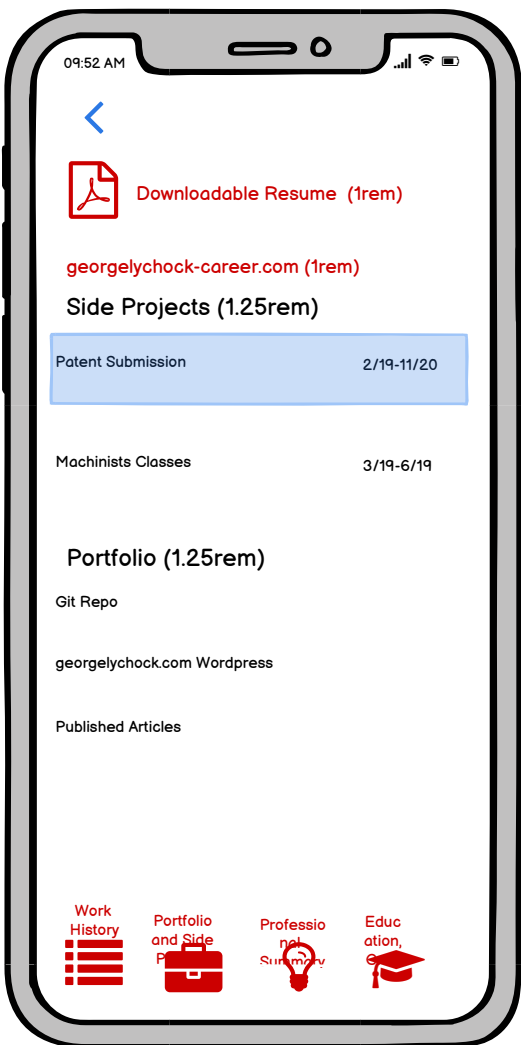 09:52 AM
Downloadable Resume (1rem)
georgelychock-career.com (1rem)
Side Projects (1.25rem)
Patent Submission 2/19-11/20
Machinists Classes 3/19-6/19
Portfolio (1.25rem)
Git Repo
georgelychock.com Wordpress
Published Articles
Work
History
Portfolio
and Side
Professio
nal
Summary
Educ
ation,